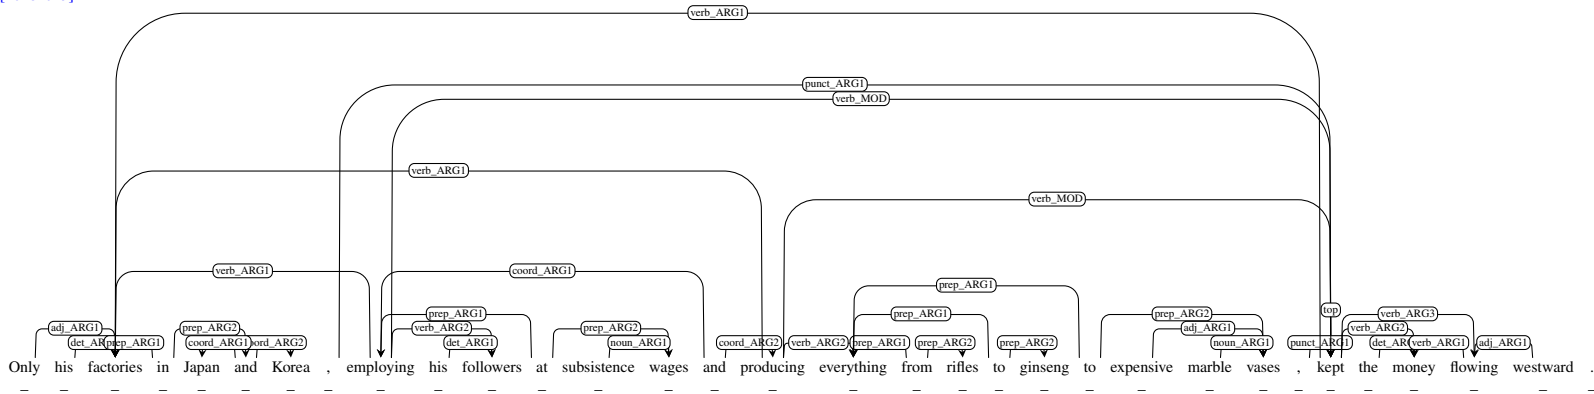 verb_ARG1
punct_ARG1
verb_MOD
verb_ARG1
verb_MOD
verb_ARG1 coord_ARG1
prep_ARG1
top
prep_ARG1 prep_ARG1 prep_ARG2 verb_ARG3
adj_ARG1 prep_ARG2 verb_ARG2 prep_ARG2 adj_ARG1 verb_ARG2
prep_ARG1 coord_ARG1 det_ARG1 noun_ARG1 coord_ARG2 verb_ARG2 prep_ARG1 prep_ARG2 prep_ARG2 noun_ARG1 punct_ARG1 verb_ARG1 adj_ARG1
Only his factories in Japan and Korea , employing his followers at subsistence wages and producing everything from rifles to ginseng to expensive marble vases , kept the money flowing westward .
_ _ _ _ _ _ _ _ _ _ _ _ _ _ _ _ _ _ _ _ _ _ _ _ _ _ _ _ _ _ _ _